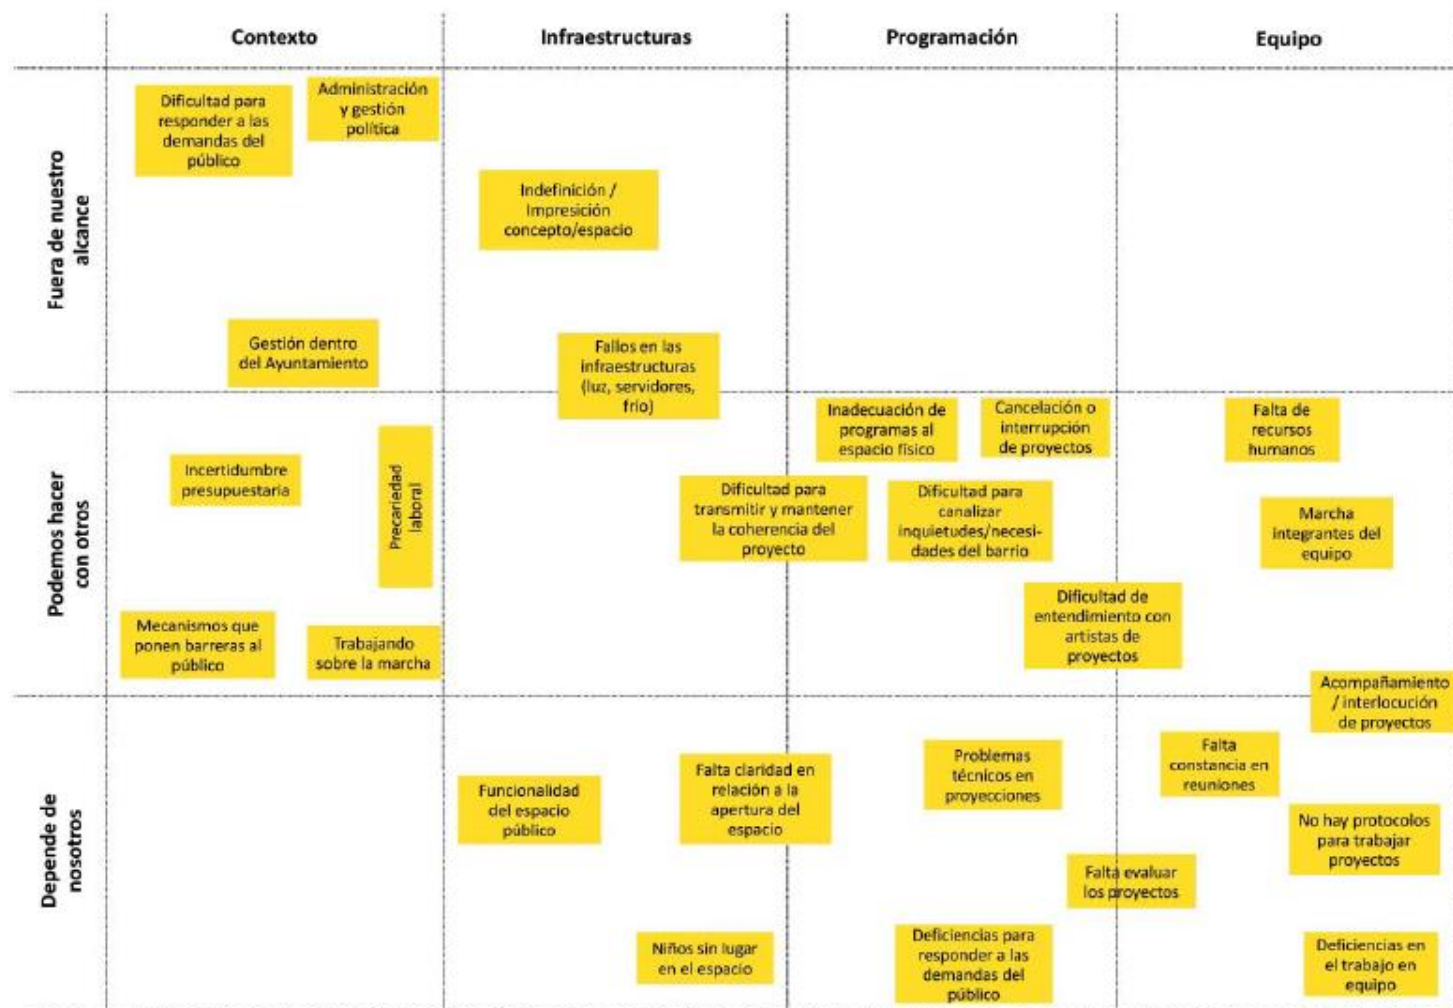 Contexto
Infraestructuras
Programación
Equipo
Fuera de nuestro
alcance
Dificultad para
responder a las
demandas del
público
Administración
y gestión
política
Indefinición /
Impresición
concepto/espacio
Gestión dentro
del Ayuntamiento
Fallos en las
infraestructuras
(luz, servidores,
frio)
Podemos hacer
con otros
Incertidumbre
presupuestaria
Precariedad
laboral
Mecanismos que
ponen barreras al
público
Trabajando
sobre la marcha
Dificultad para
transmitir y mantener
la coherencia del
proyecto
Inadecuación de
programas al
espacio físico
Cancelación o
interrupción
de proyectos
Dificultad para
canalizar
inquietudes/necesi-
dades del barrio
Dificultad de
entendimiento con
artistas de
proyectos
Falta de
recursos
humanos
Marcha
integrantes del
equipo
Acompañamiento
/ interlocución
de proyectos
Depende de
nosotros
Funcionalidad
del espacio
público
Falta claridad en
relación a la
apertura del
espacio
Niños sin lugar
en el espacio
Problemas
técnicos en
proyecciones
Falta evaluar
los proyectos
Deficiencias para
responder a las
demandas del
público
Falta
constancia en
reuniones
No hay protocolos
para trabajar
proyectos
Deficiencias en
el trabajo en
equipo